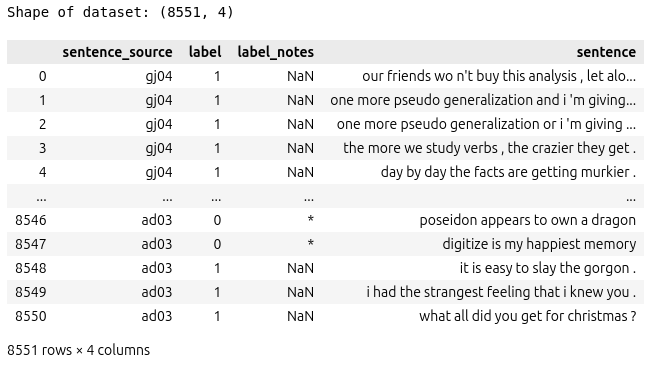 Shape of dataset: (8551, 4)
sentence_source label label_notes sentence
0 gj04 1 NaN our friends wo n't buy this analysis , let alo...
1 gj04 1 NaN one more pseudo generalization and i 'm giving...
2 gj04 1 NaN one more pseudo generalization or i 'm giving ...
3 gj04 1 NaN the more we study verbs , the crazier they get .
4 gj04 1 NaN day by day the facts are getting murkier .
... ... ... ... ...
8546 ad03 0 * poseidon appears to own a dragon
8547 ad03 0 * digitize is my happiest memory
8548 ad03 1 NaN it is easy to slay the gorgon .
8549 ad03 1 NaN i had the strangest feeling that i knew you .
8550 ad03 1 NaN what all did you get for christmas ?
8551 rows × 4 columns